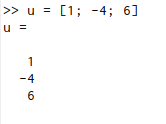 >> u = [1; -4; 6]
u =
1
-4
6